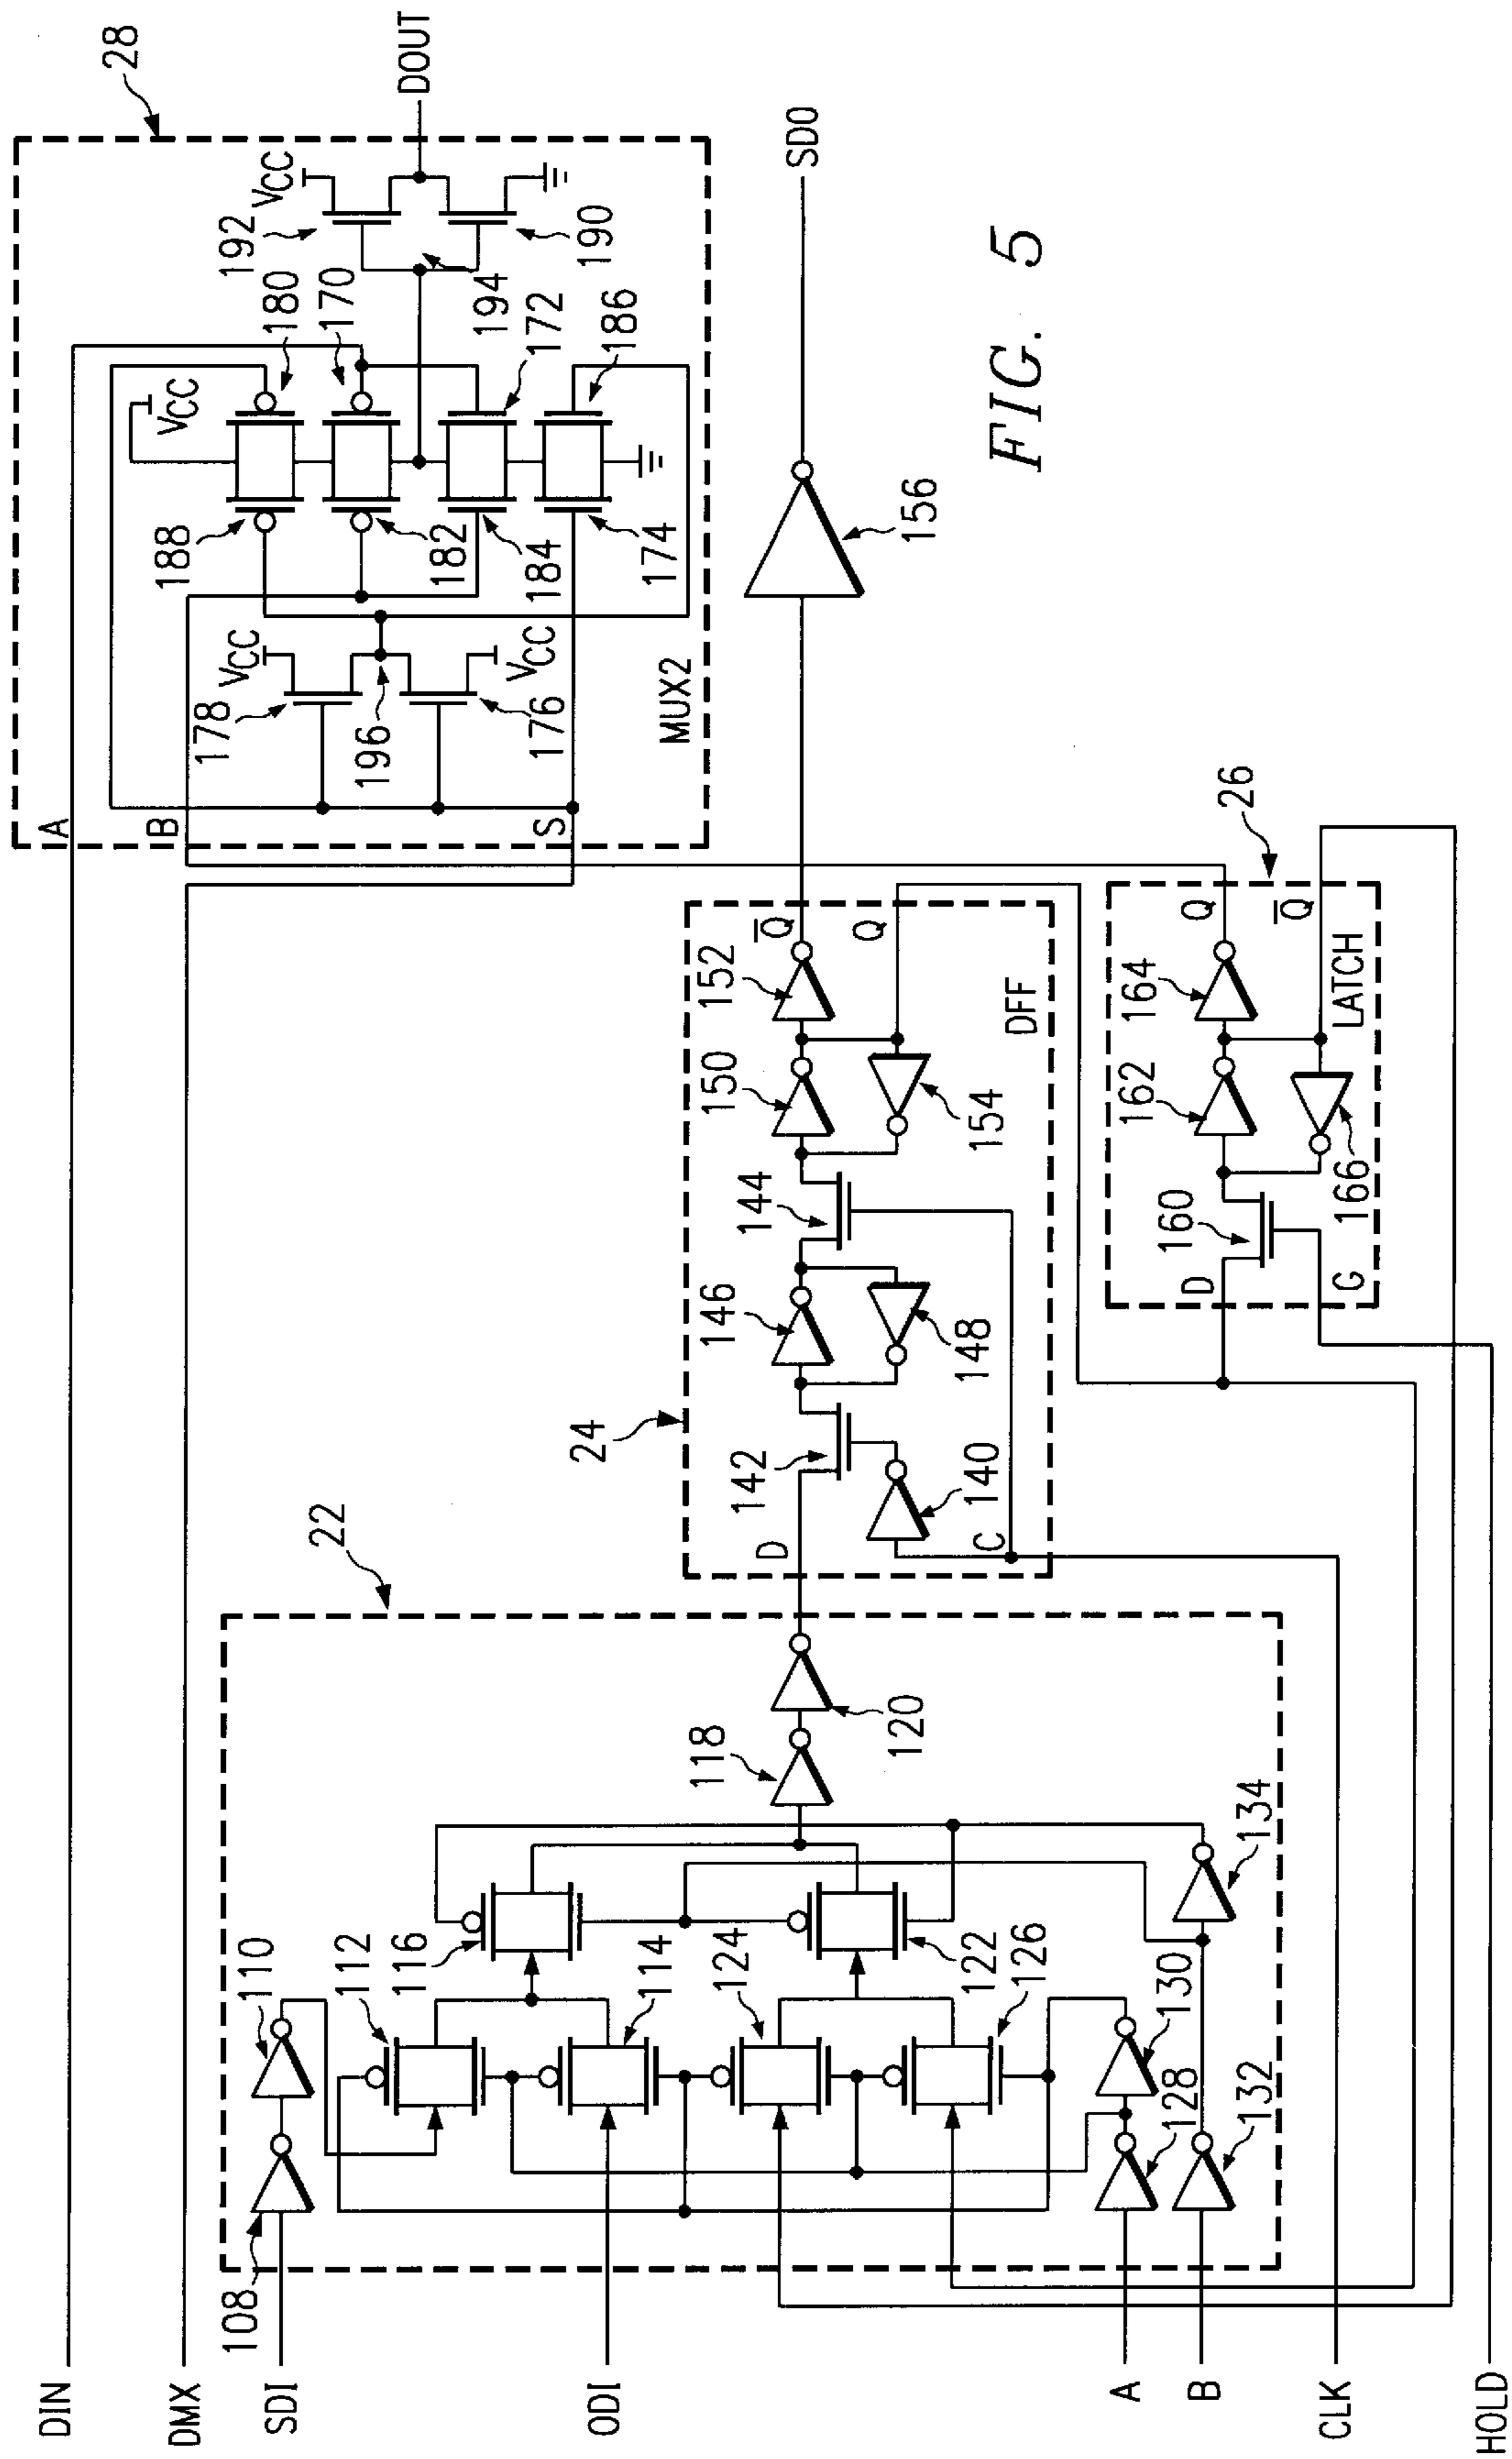 28
DOUT
VCC
192
190
194
180
170
172
186
VCC
188
182
184
174
VCC
178
196
176
VCC
MUX2
A
B
S
SD0
156
FIG. 5
26
Q
Q
LATCH
164
162
166
160
D
G
Q
Q
DFF
152
150
154
144
146
148
24
142
140
D
C
22
118
120
110
112
116
114
124
122
126
134
130
128
132
108
DIN
DMX
SDI
ODI
A
B
CLK
HOLD